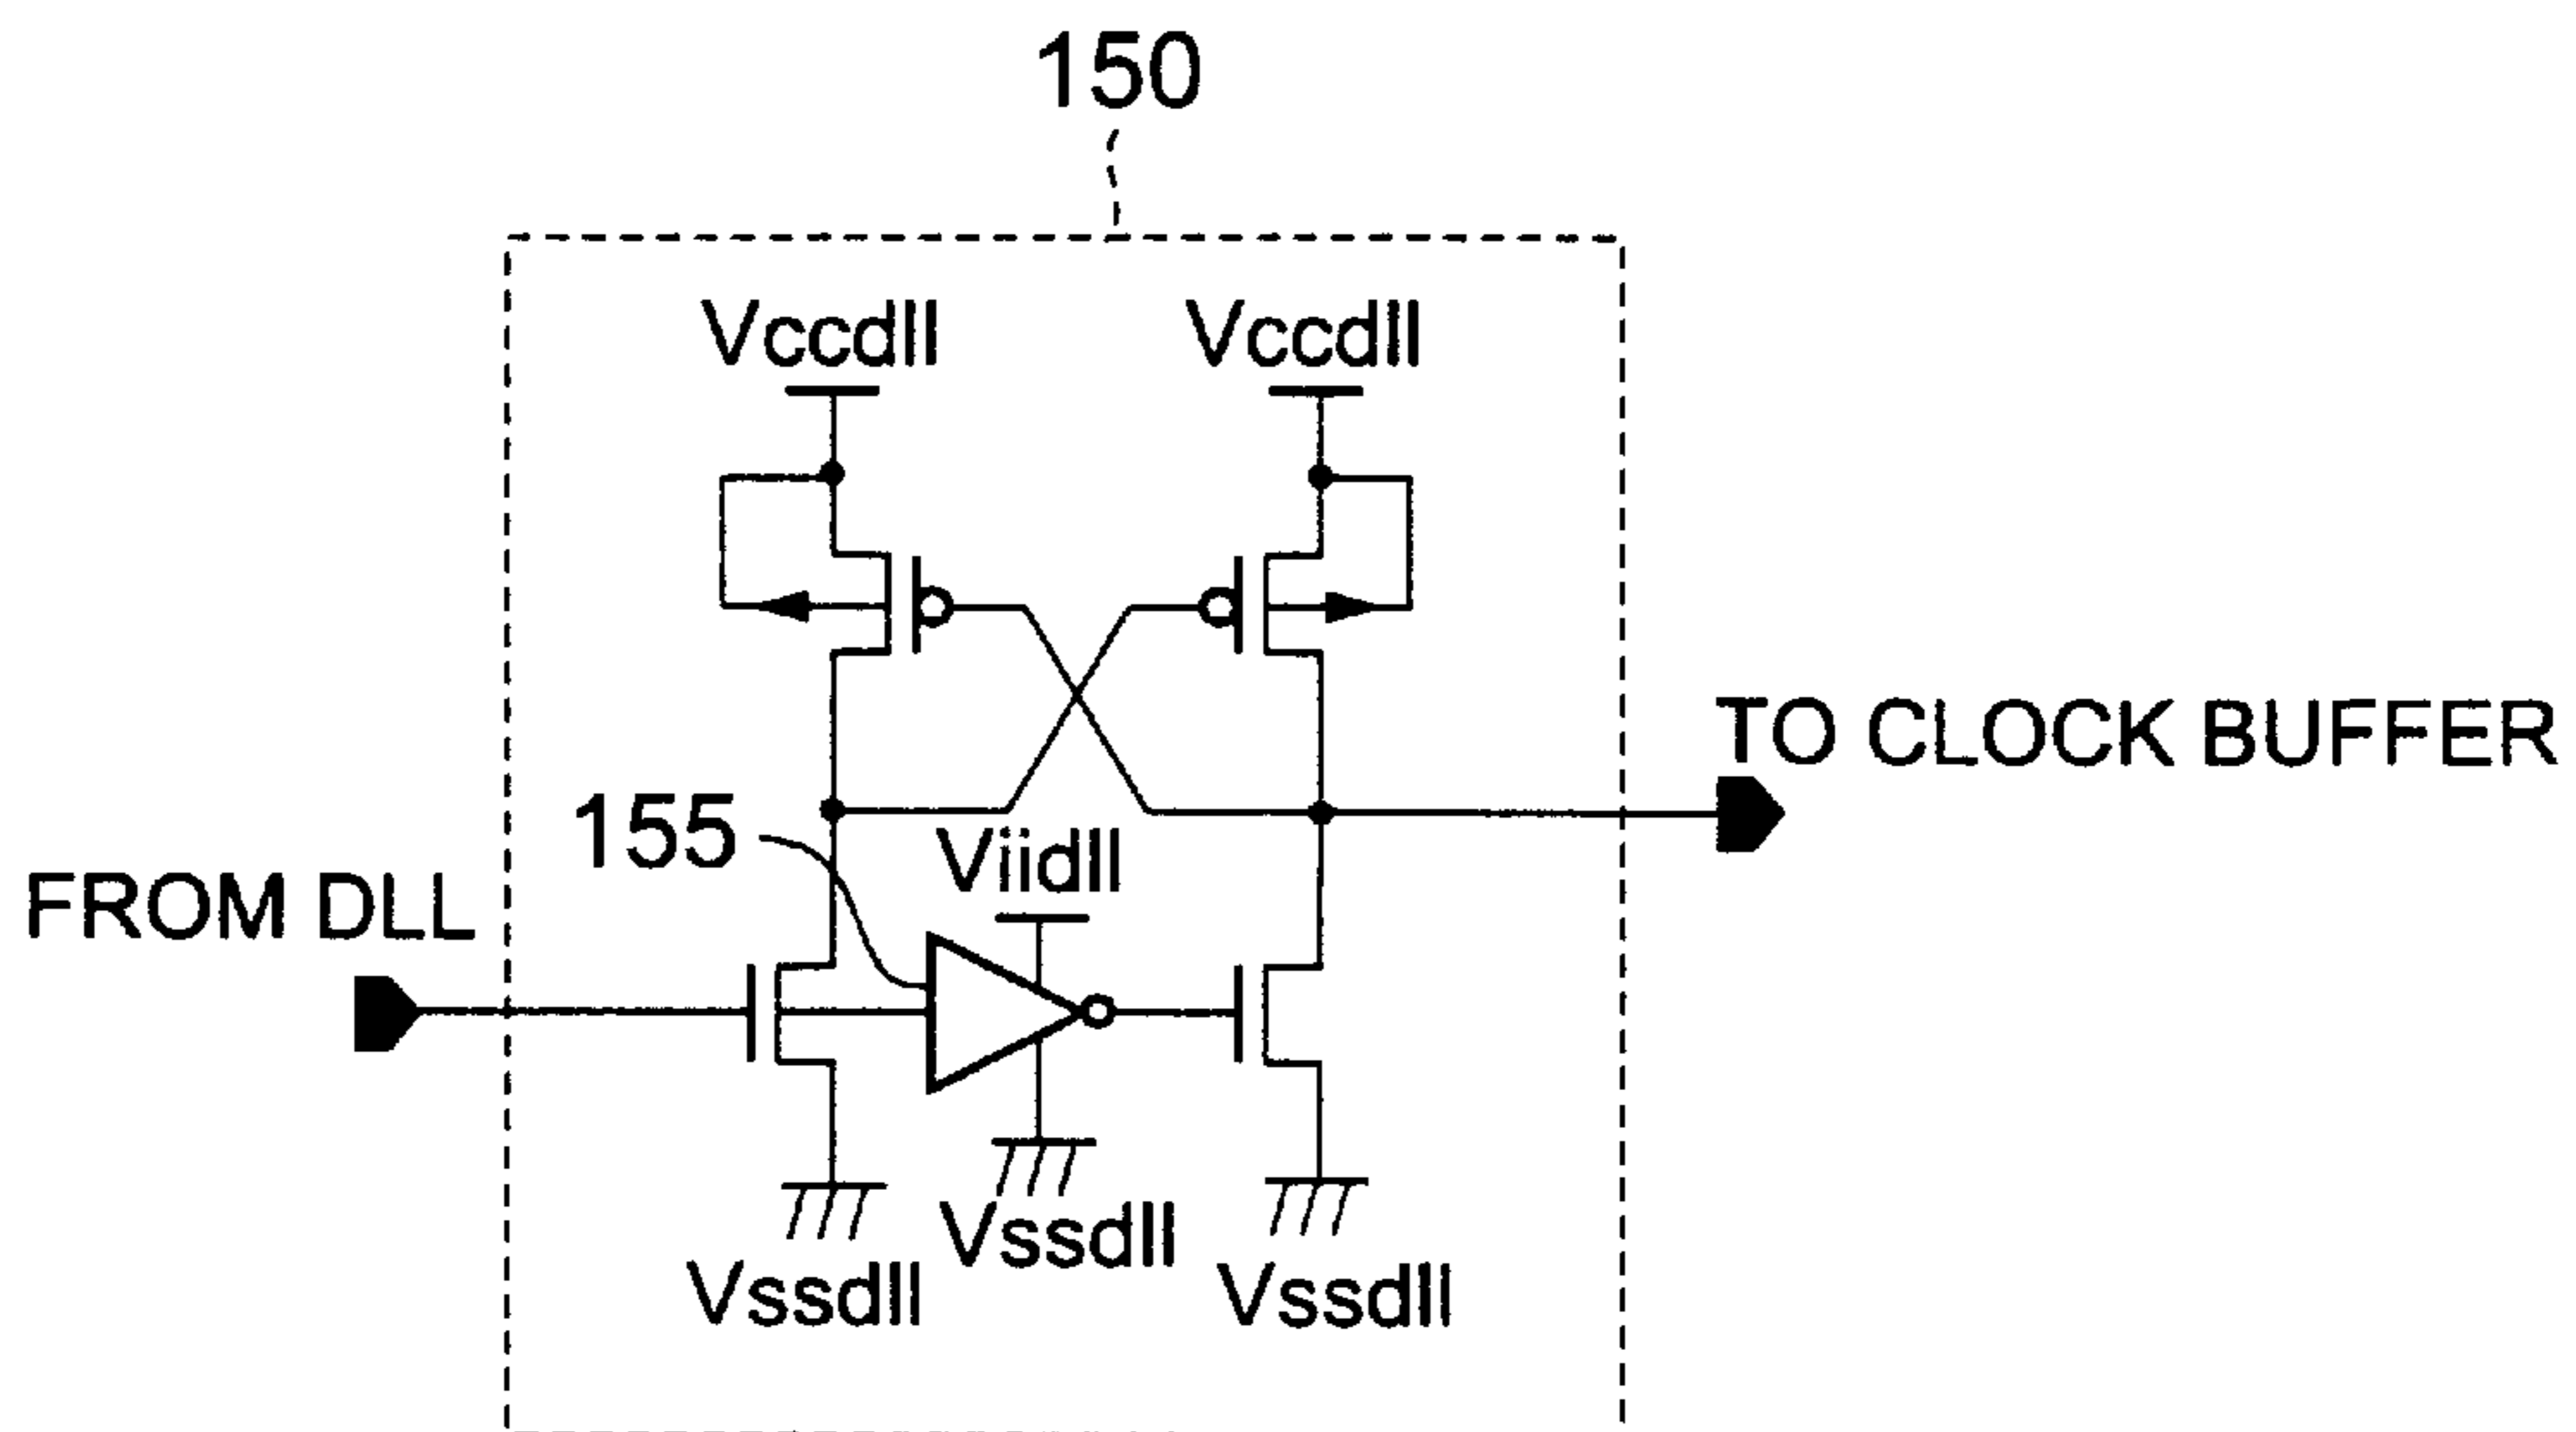 150
Vccdll
Vccdll
TO CLOCK BUFFER
155
Viidll
FROM DLL
Vssdll
Vssdll
Vssdll